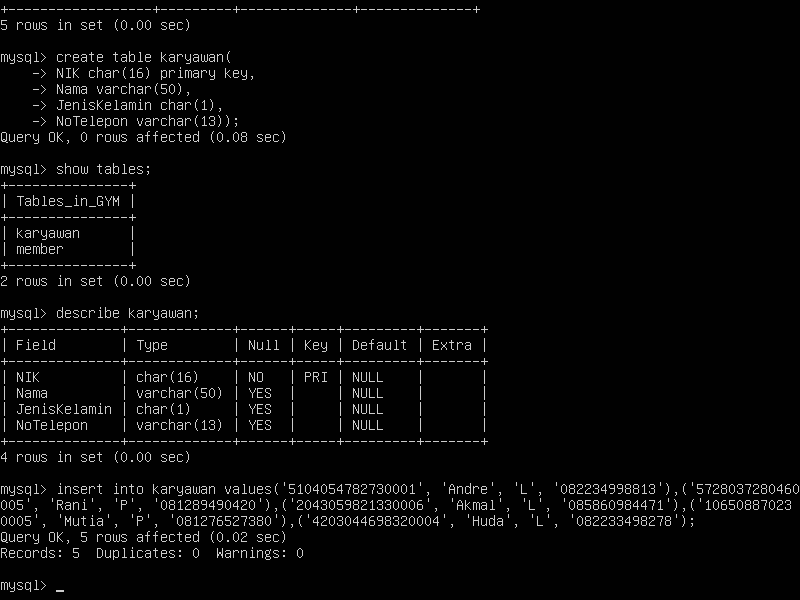 +------------------+---------+--------------+--------------+
5 rows in set (0.00 sec)
mysql> create table karyawan(
    -> NIK char(16) primary key,
    -> Nama varchar(50),
    -> JenisKelamin char(1),
    -> NoTelepon varchar(13));
Query OK, 0 rows affected (0.08 sec)
mysql> show tables;
+---------------+
| Tables_in_GYM |
+---------------+
| karyawan      |
| member        |
+---------------+
2 rows in set (0.00 sec)
mysql> describe karyawan;
+--------------+-------------+------+-----+---------+-------+
| Field        | Type        | Null | Key | Default | Extra |
+--------------+-------------+------+-----+---------+-------+
| NIK          | char(16)    | NO   | PRI | NULL    |       |
| Nama         | varchar(50) | YES  |     | NULL    |       |
| JenisKelamin | char(1)     | YES  |     | NULL    |       |
| NoTelepon    | varchar(13) | YES  |     | NULL    |       |
+--------------+-------------+------+-----+---------+-------+
4 rows in set (0.00 sec)
mysql> insert into karyawan values('5104054782730001', 'Andre', 'L', '082234998813'),('5728037280460
005', 'Rani', 'P', '081289490420'),('2043059821330006', 'Akmal', 'L', '085860984471'),('10650887023
0005', 'Mutia', 'P', '081276527380'),('4203044698320004', 'Huda', 'L', '082233498278');
Query OK, 5 rows affected (0.02 sec)
Records: 5  Duplicates: 0  Warnings: 0
mysql> _